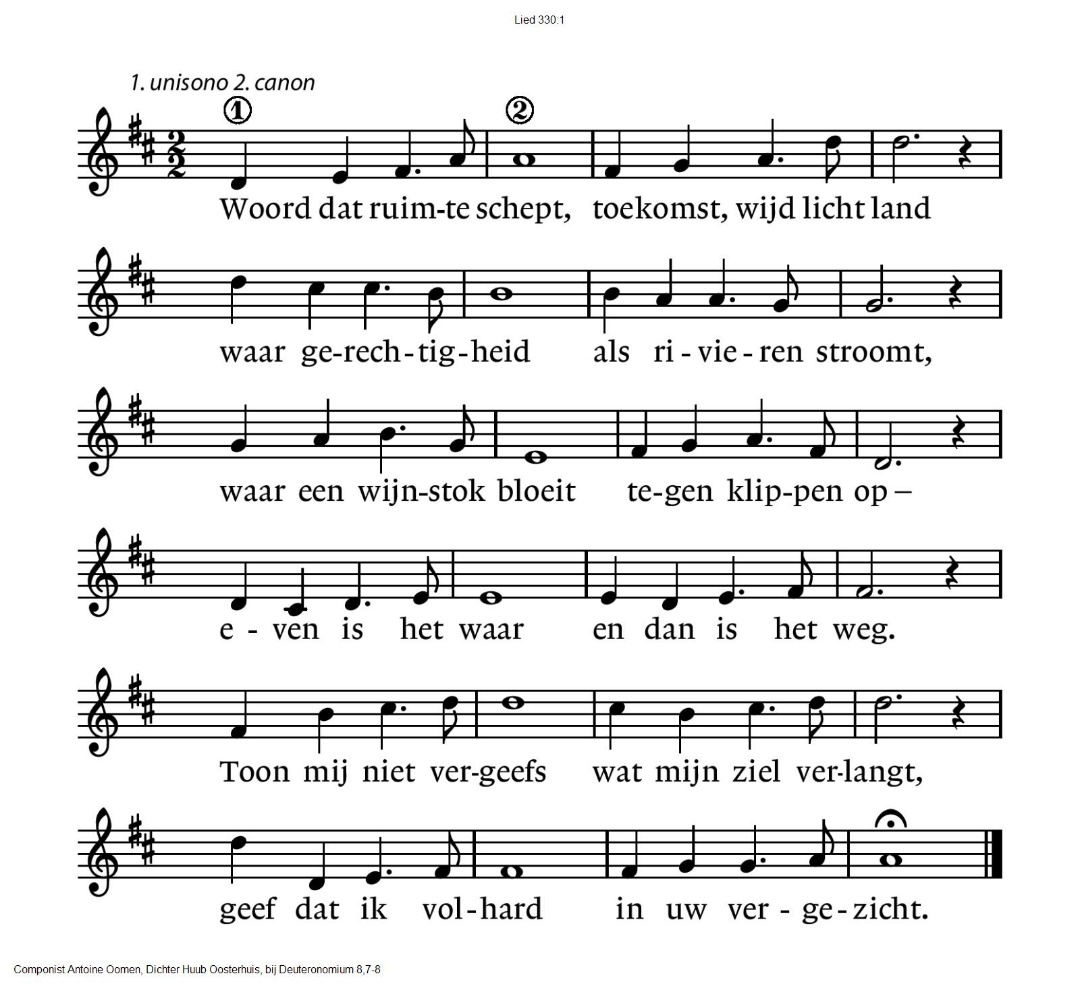 Lied 330:1
1. unisono 2. canon
1 2
2
2
Woord dat ruim-te schept, toekomst, wijd licht land
waar ge-rech-tig-heid als ri-vie-ren stroomt,
waar een wijn-stok bloeit te-gen klip-pen op –
e - ven is het waar en dan is het weg.
Toon mij niet ver-geefs wat mijn ziel ver-langt,
geef dat ik vol-hard in uw ver-ge-zicht.
Componist Antoine Oomen, Dichter Huub Oosterhuis, bij Deuteronomium 8,7-8